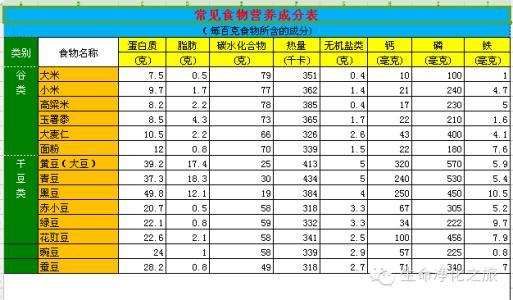 常见食物营养成分表
（每百克食物所含的成分）
类别 食物名称 蛋白质（克） 脂肪（克） 碳水化合物（克） 热量（千卡） 无机盐类（克） 钙（毫克） 磷（毫克） 铁（毫克）
谷类 大米 7.5 0.5 79 351 0.4 10 100 1
小米 9.7 1.7 77 362 1.4 21 240 4.7
高粱米 8.2 2.2 78 385 0.4 17 230 5
玉薯黍 8.5 4.3 73 365 1.7 22 210 1.6
大麦仁 10.5 2.2 66 326 2.6 43 400 4.1
面粉 12 0.8 70 339 1.5 22 180 7.6
干豆类 黄豆（大豆） 39.2 17.4 25 413 5 320 570 5.9
青豆 37.3 18.3 30 434 5 240 530 5.4
黑豆 49.8 12.1 19 384 4 250 450 10.5
赤小豆 20.7 0.5 58 318 3.3 67 305 5.2
绿豆 22.1 0.8 59 332 3.3 34 222 9.7
花豇豆 22.6 2.1 58 341 2.5 100 456 7.9
豌豆 24 1 58 339 2.9 57 225 0.8
蚕豆 28.2 0.8 49 318 2.7 71 340 7
生命净化之旅